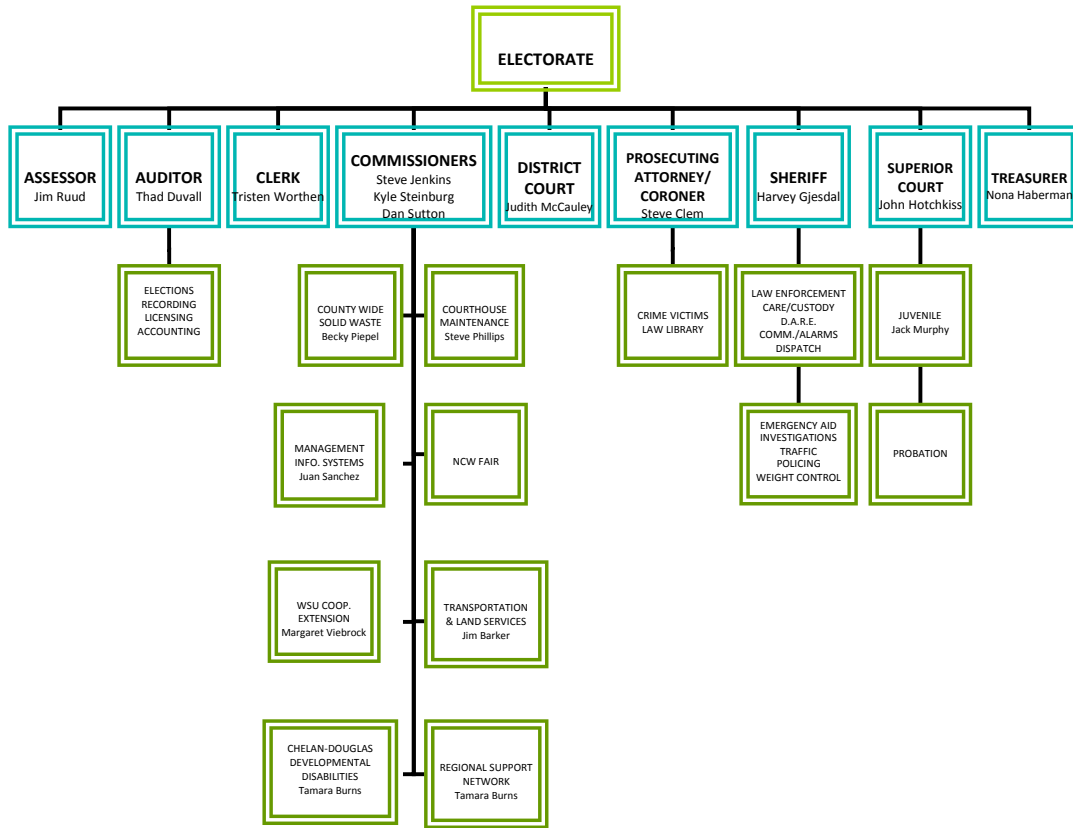 ELECTORATE
ASSESSOR
Jim Ruud
AUDITOR
Thad Duvall
CLERK
Tristen Worthen
COMMISSIONERS
Steve Jenkins
Kyle Steinburg
Dan Sutton
DISTRICT
COURT
Judith McCauley
PROSECUTING
ATTORNEY/
CORONER
Steve Clem
SHERIFF
Harvey Gjesdal
SUPERIOR
COURT
John Hotchkiss
TREASURER
Nona Haberman
ELECTIONS
RECORDING
LICENSING
ACCOUNTING
COUNTY WIDE
SOLID WASTE
Becky Piepel
COURTHOUSE
MAINTENANCE
Steve Phillips
CRIME VICTIMS
LAW LIBRARY
LAW ENFORCEMENT
CARE/CUSTODY
D.A.R.E.
COMM./ALARMS
DISPATCH
JUVENILE
Jack Murphy
MANAGEMENT
INFO. SYSTEMS
Juan Sanchez
NCW FAIR
EMERGENCY AID
INVESTIGATIONS
TRAFFIC
POLICING
WEIGHT CONTROL
PROBATION
WSU COOP.
EXTENSION
Margaret Viebrock
TRANSPORTATION
& LAND SERVICES
Jim Barker
CHELAN-DOUGLAS
DEVELOPMENTAL
DISABILITIES
Tamara Burns
REGIONAL SUPPORT
NETWORK
Tamara Burns